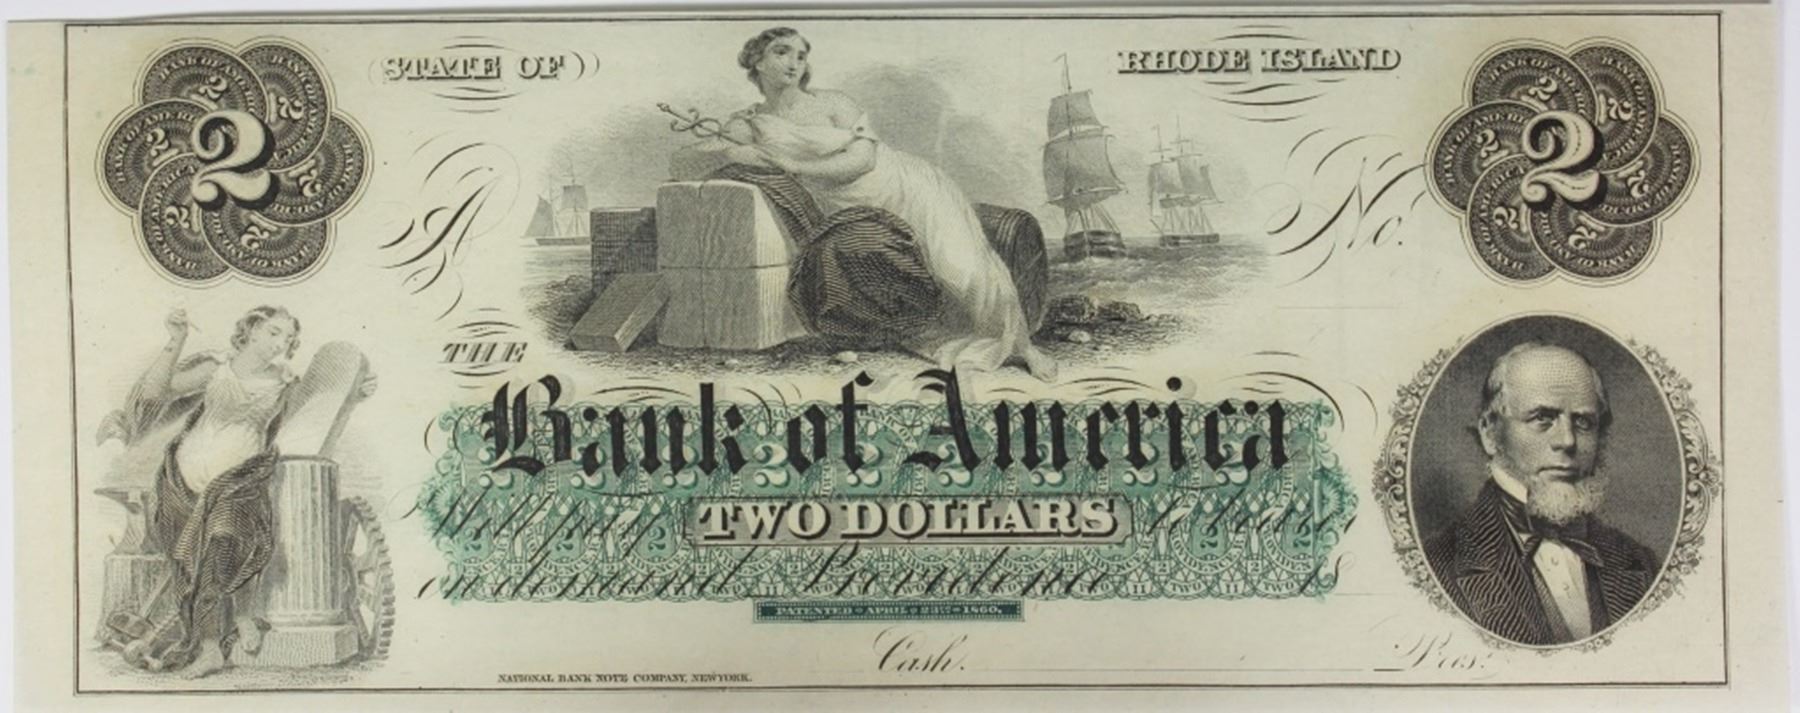 STATE OF
RHODE ISLAND
2
2
A
No.
THE
Bank of America
Will pay TWO DOLLARS to bearer
on demand Providence 18
PATENTED APRIL 23RD 1860.
Cash.
Pres.
NATIONAL BANK NOTE COMPANY, NEW YORK.